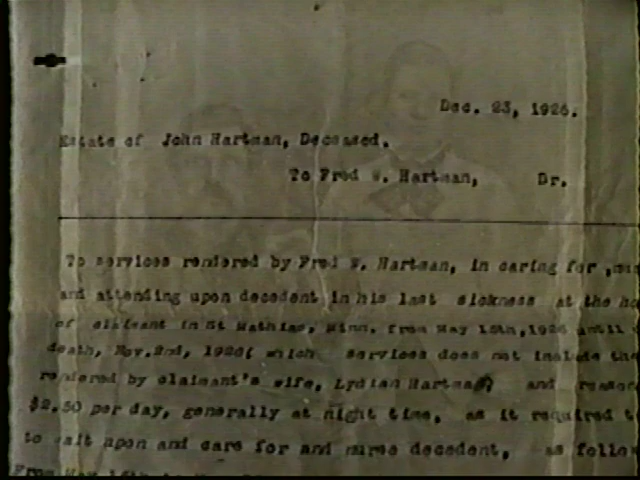 Dec. 23, 1926.
Estate of John Hartman, Deceased.
To Fred W. Hartman, Dr.
To services rendered by Fred W. Hartman, in caring for
and attending upon decedent in his last sickness at the
of claimant in St Mathias, Minn. from May 15th, 1926 until
death, Nov. 2nd, 1926( which services does not include
rendered by claimant's wife, Lydian Hartman) and
$2.50 per day, generally at night time, as it required
to wait upon and care for and nurse decedent, as
From May